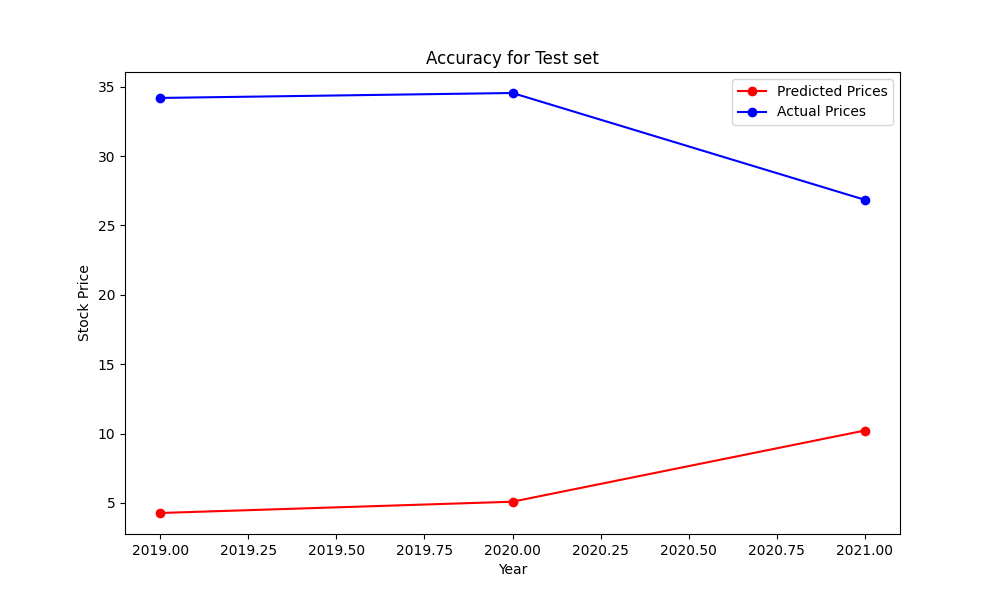 Accuracy for Test set
Predicted Prices
Actual Prices
Stock Price
35
30
25
20
15
10
5
2019.00 2019.25 2019.50 2019.75 2020.00 2020.25 2020.50 2020.75 2021.00
Year